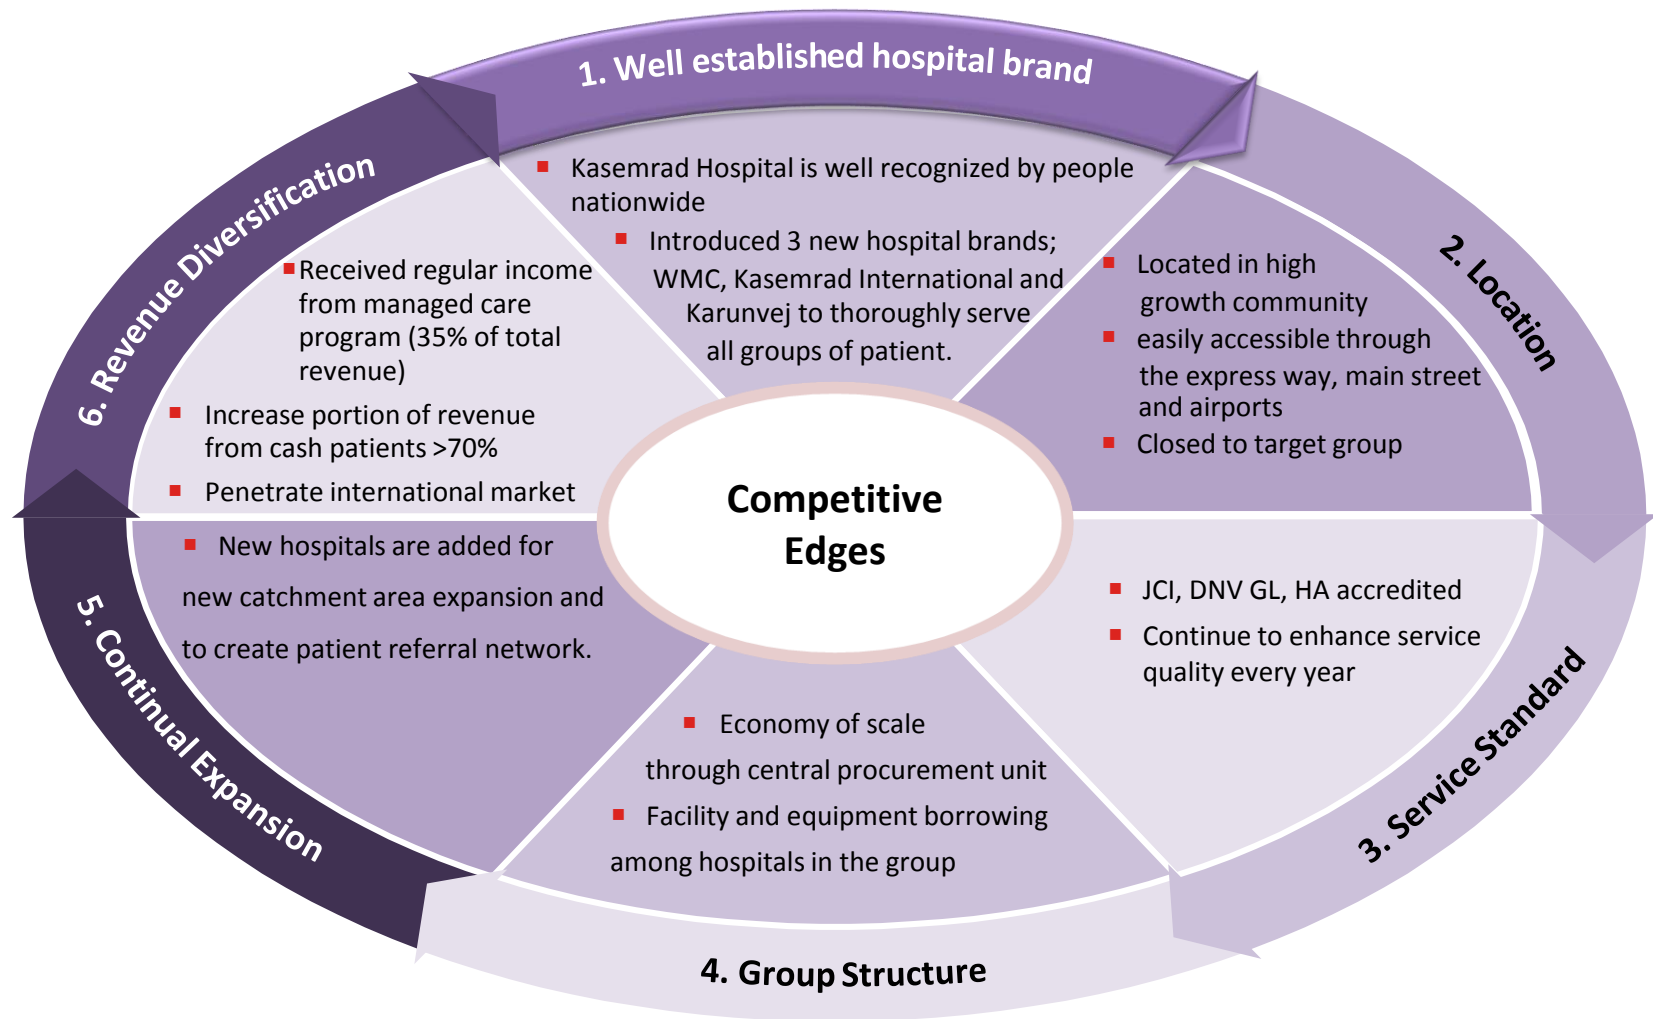 1. Well established hospital brand
Kasemrad Hospital is well recognized by people
nationwide
Introduced 3 new hospital brands;
WMC, Kasemrad International and
Karunvej to thoroughly serve
all groups of patient.
2. Location
Located in high
growth community
easily accessible through
the express way, main street
and airports
Closed to target group
3. Service Standard
JCI, DNV GL, HA accredited
Continue to enhance service
quality every year
4. Group Structure
Economy of scale
through central procurement unit
Facility and equipment borrowing
among hospitals in the group
5. Continual Expansion
New hospitals are added for
new catchment area expansion and
to create patient referral network.
6. Revenue Diversification
Received regular income
from managed care
program (35% of total
revenue)
Increase portion of revenue
from cash patients >70%
Penetrate international market
Competitive
Edges